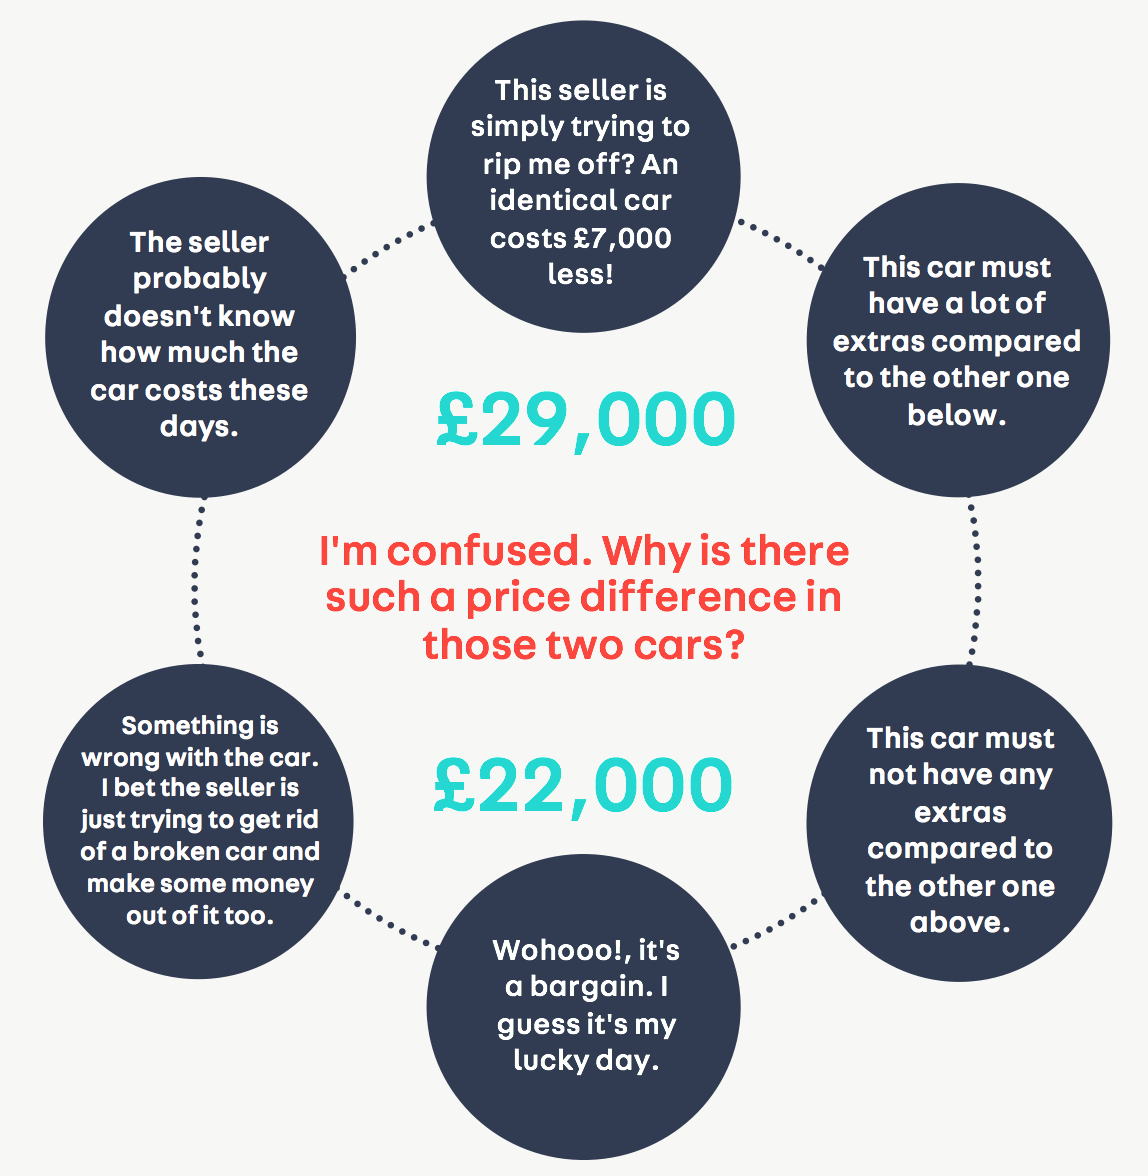 This seller is
simply trying to
rip me off? An
identical car
costs £7,000
less!
The seller
probably
doesn't know
how much the
car costs these
days.
This car must
have a lot of
extras compared
to the other one
below.
£29,000
I'm confused. Why is there
such a price difference in
those two cars?
£22,000
Something is
wrong with the car.
I bet the seller is
just trying to get rid
of a broken car and
make some money
out of it too.
This car must
not have any
extras
compared to
the other one
above.
Wohooo!, it's
a bargain. I
guess it's my
lucky day.